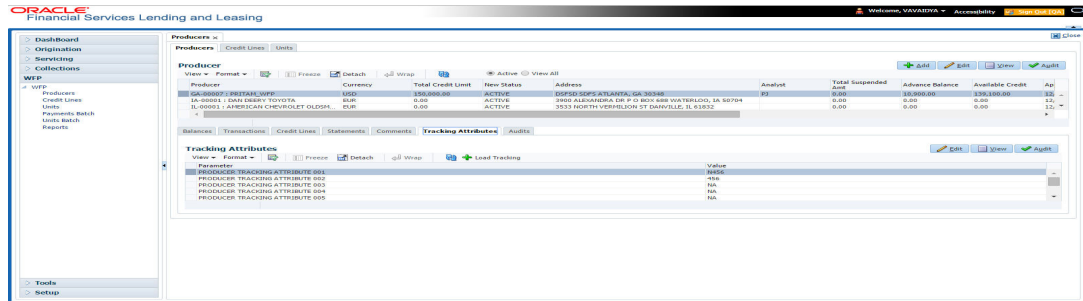 ORACLE
Financial Services Lending and Leasing
Welcome, VAVAIDYA Accessibility Sign Out [QA]
Close
DashBoard
Origination
Servicing
Collections
WFP
WFP
Producers
Credit Lines
Units
Payments Batch
Units Batch
Reports
Tools
Setup
Producers
Producers Credit Lines Units
Producer
Add Edit View Audit
View Format Freeze Detach Wrap Active View All
Producer Currency Total Credit Limit New Status Address Analyst Total Suspended Amt Advance Balance Available Credit Ap
GA-00007 : PRITAM_WFP USD 150,000.00 ACTIVE DSFSD SDFS ATLANTA, GA 30348 PJ 0.00 10,900.00 139,100.00 12,
IA-00001 : DAN DEERY TOYOTA EUR 0.00 ACTIVE 3900 ALEXANDRA DR P O BOX 688 WATERLOO, IA 50704 0.00 0.00 0.00 12,
IL-00001 : AMERICAN CHEVROLET OLDSM... EUR 0.00 ACTIVE 3533 NORTH VERMILION ST DANVILLE, IL 61832 0.00 0.00 0.00 12,
Balances Transactions Credit Lines Statements Comments Tracking Attributes Audits
Tracking Attributes
Edit View Audit
View Format Freeze Detach Wrap Load Tracking
Parameter Value
PRODUCER TRACKING ATTRIBUTE 001 N456
PRODUCER TRACKING ATTRIBUTE 002 456
PRODUCER TRACKING ATTRIBUTE 003 NA
PRODUCER TRACKING ATTRIBUTE 004 NA
PRODUCER TRACKING ATTRIBUTE 005 NA